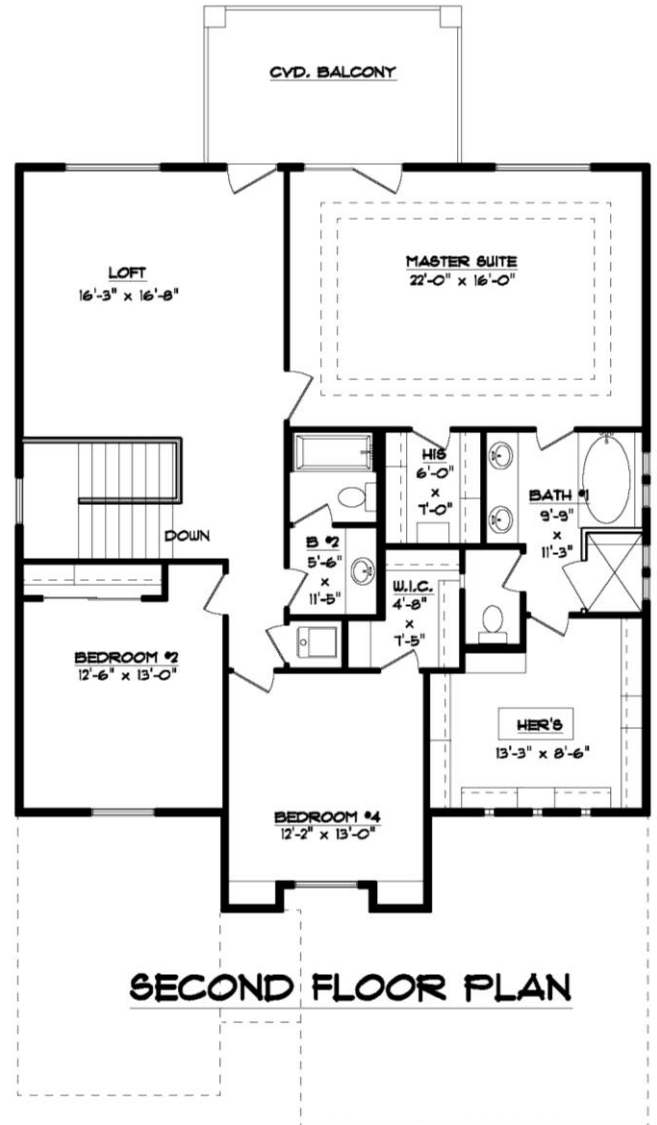 CVD. BALCONY
LOFT
16'-3" x 16'-8"
MASTER SUITE
22'-0" x 16'-0"
HIS
6'-0"
x
7'-0"
BATH #1
9'-9"
x
11'-3"
DOWN
B #2
5'-6"
x
11'-5"
W.I.C.
4'-8"
x
7'-5"
BEDROOM #2
12'-6" x 13'-0"
HER'S
13'-3" x 8'-6"
BEDROOM #4
12'-2" x 13'-0"
SECOND FLOOR PLAN